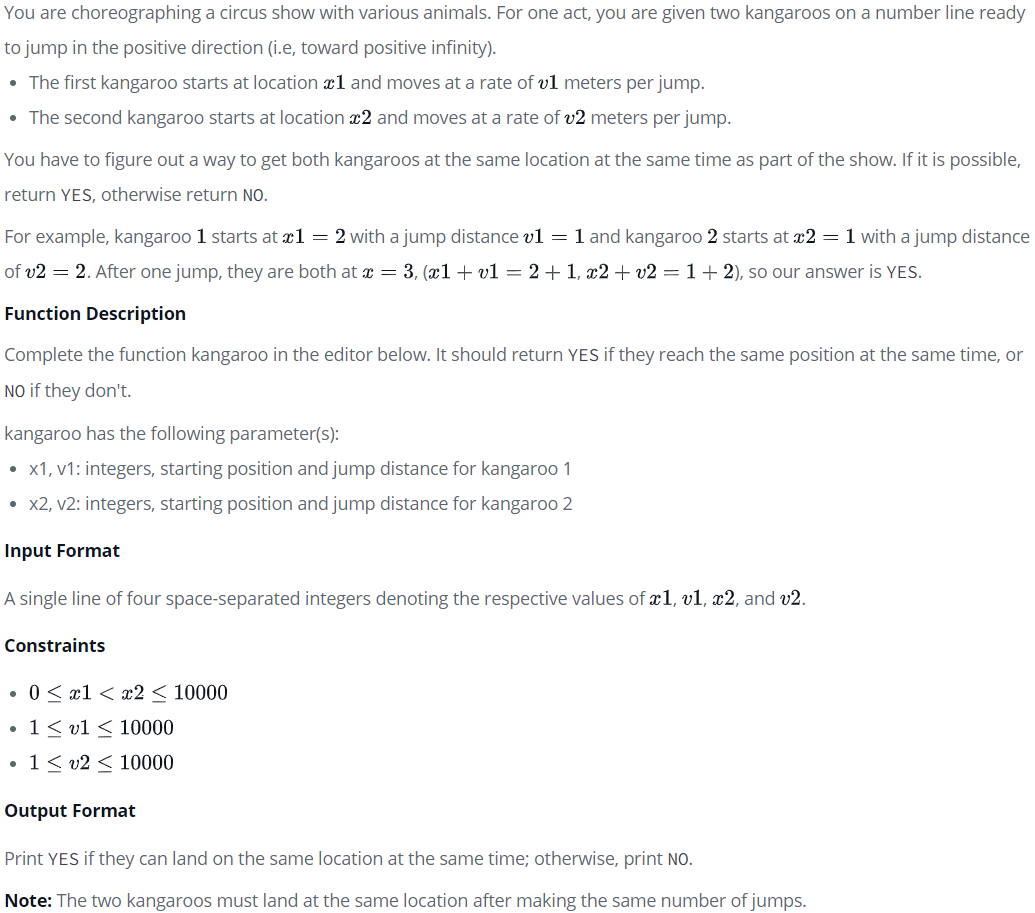 You are choreographing a circus show with various animals. For one act, you are given two kangaroos on a number line ready
to jump in the positive direction (i.e, toward positive infinity).
• The first kangaroo starts at location x1 and moves at a rate of v1 meters per jump.
• The second kangaroo starts at location x2 and moves at a rate of v2 meters per jump.
You have to figure out a way to get both kangaroos at the same location at the same time as part of the show. If it is possible,
return YES, otherwise return NO.
For example, kangaroo 1 starts at x1 = 2 with a jump distance v1 = 1 and kangaroo 2 starts at x2 = 1 with a jump distance
of v2 = 2. After one jump, they are both at x = 3, (x1 + v1 = 2 + 1, x2 + v2 = 1 + 2), so our answer is YES.
Function Description
Complete the function kangaroo in the editor below. It should return YES if they reach the same position at the same time, or
NO if they don't.
kangaroo has the following parameter(s):
• x1, v1: integers, starting position and jump distance for kangaroo 1
• x2, v2: integers, starting position and jump distance for kangaroo 2
Input Format
A single line of four space-separated integers denoting the respective values of x1, v1, x2, and v2.
Constraints
• 0 ≤ x1 < x2 ≤ 10000
• 1 ≤ v1 ≤ 10000
• 1 ≤ v2 ≤ 10000
Output Format
Print YES if they can land on the same location at the same time; otherwise, print NO.
Note: The two kangaroos must land at the same location after making the same number of jumps.